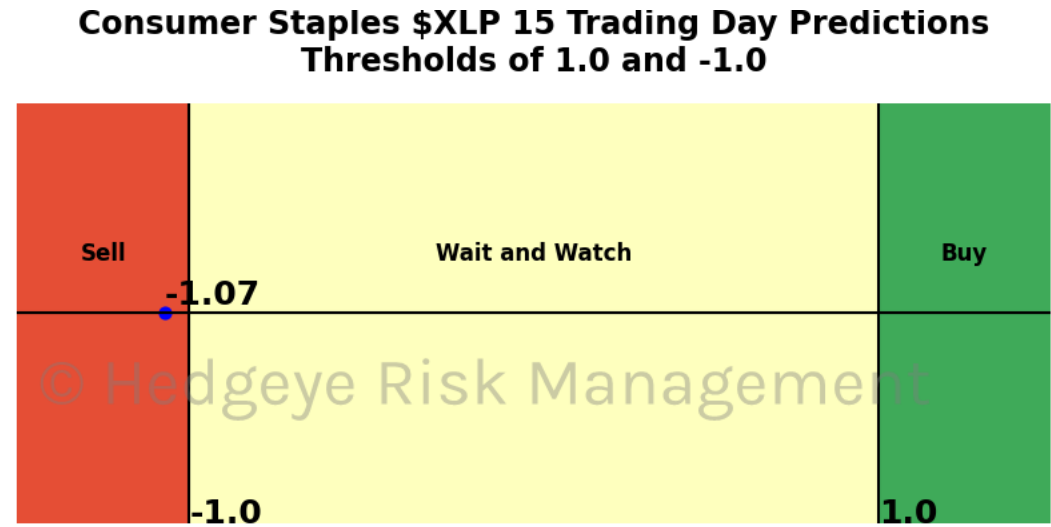 Consumer Staples $XLP 15 Trading Day Predictions
Thresholds of 1.0 and -1.0
Sell
Wait and Watch
Buy
-1.07
© Hedgeye Risk Management
-1.0
1.0